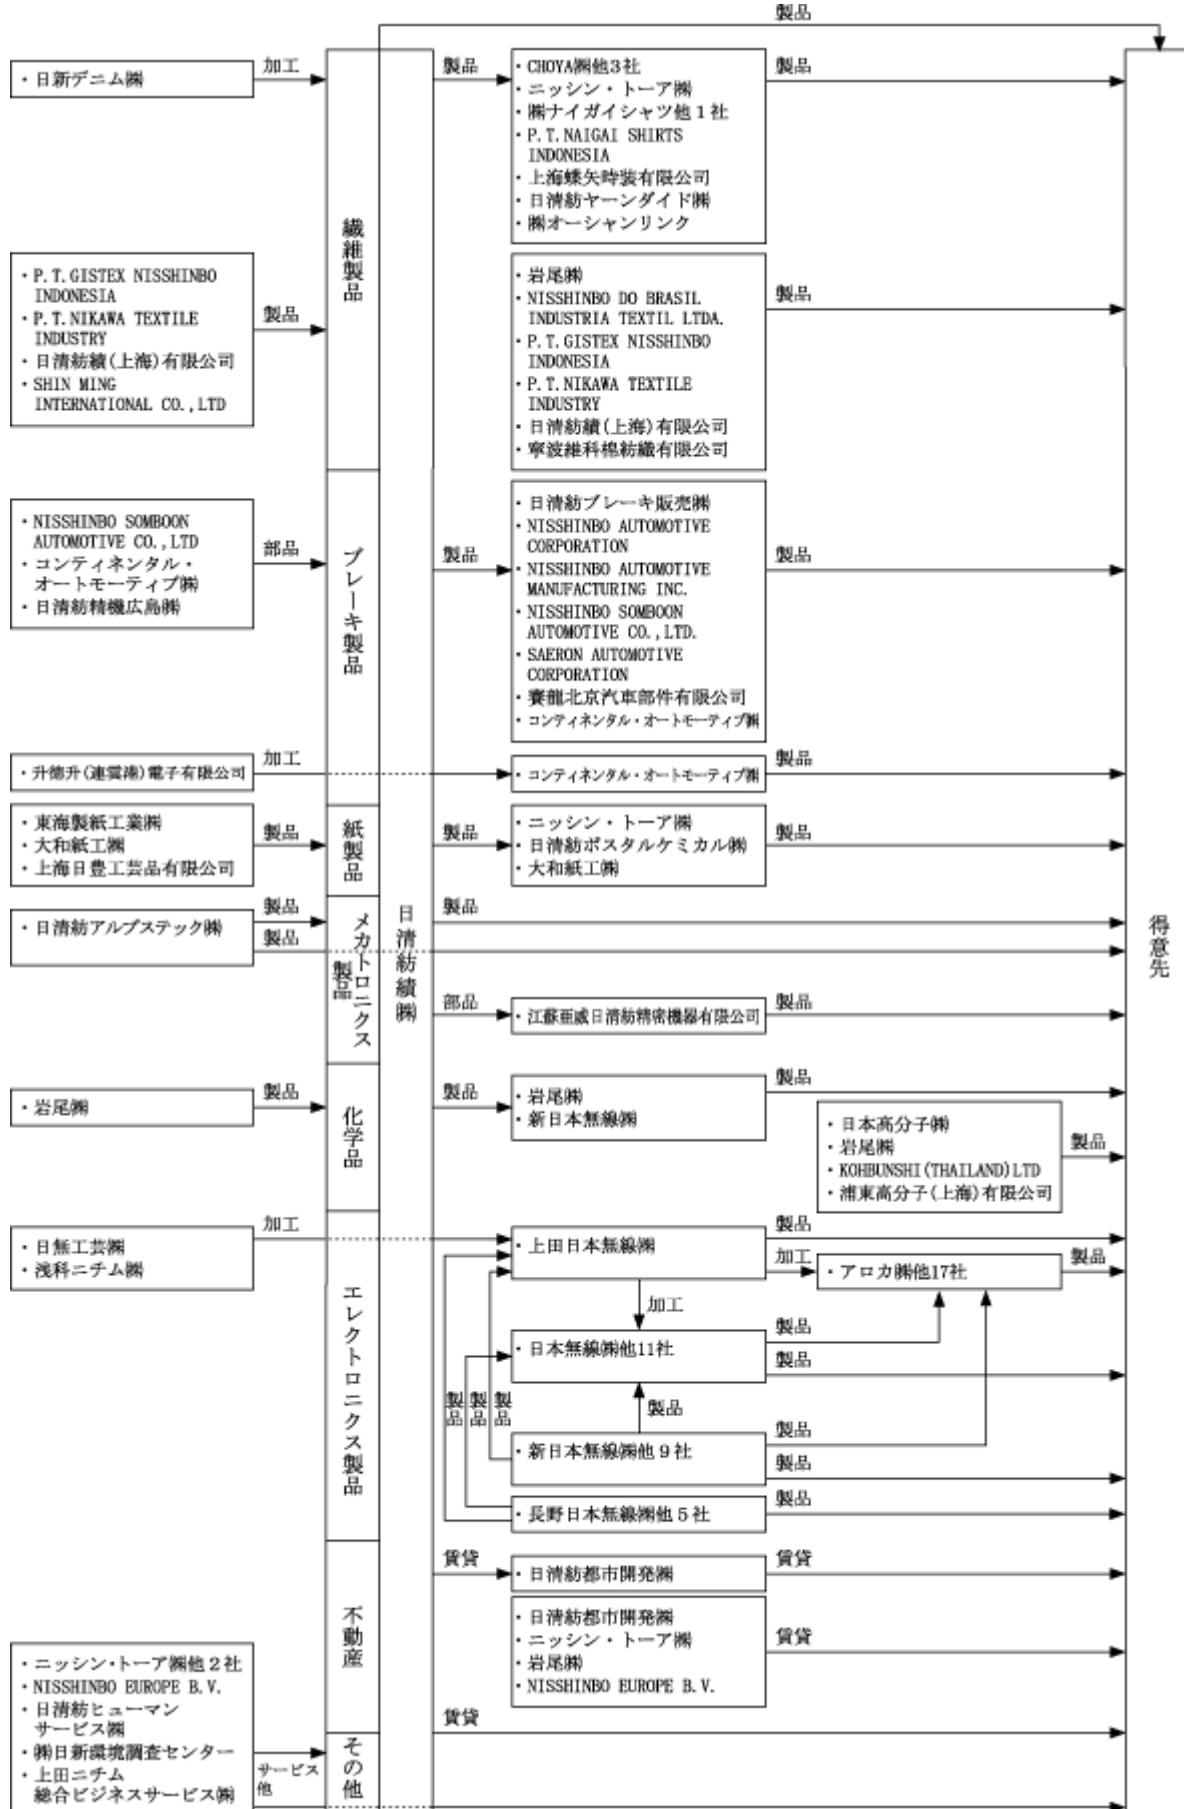 製品
・日新デニム㈱
加工
繊維製品
製品
・CHOYA㈱他3社
・ニッシン・トーア㈱
・㈱ナイガイシャツ他１社
・P.T.NAIGAI SHIRTS
INDONESIA
・上海蝶矢時装有限公司
・日清紡ヤーンダイド㈱
・㈱オーシャンリンク
製品
・P.T.GISTEX NISSHINBO
INDONESIA
・P.T.NIKAWA TEXTILE
INDUSTRY
・日清紡績(上海)有限公司
・SHIN MING
INTERNATIONAL CO.,LTD
製品
・岩尾㈱
・NISSHINBO DO BRASIL
INDUSTRIA TEXTIL LTDA.
・P.T.GISTEX NISSHINBO
INDONESIA
・P.T.NIKAWA TEXTILE
INDUSTRY
・日清紡績(上海)有限公司
・寧波維科棉紡織有限公司
製品
・NISSHINBO SOMBOON
AUTOMOTIVE CO.,LTD
・コンティネンタル・
オートモーティブ㈱
・日清紡精機広島㈱
部品
ブレーキ製品
製品
・日清紡ブレーキ販売㈱
・NISSHINBO AUTOMOTIVE
CORPORATION
・NISSHINBO AUTOMOTIVE
MANUFACTURING INC.
・NISSHINBO SOMBOON
AUTOMOTIVE CO.,LTD.
・SAERON AUTOMOTIVE
CORPORATION
・賽龍北京汽車部件有限公司
・コンティネンタル・オートモーティブ㈱
製品
・升徳升(連雲港)電子有限公司
加工
・コンティネンタル・オートモーティブ㈱
製品
・東海製紙工業㈱
・大和紙工㈱
・上海日豊工芸品有限公司
製品
紙製品
製品
・ニッシン・トーア㈱
・日清紡ポスタルケミカル㈱
・大和紙工㈱
製品
・日清紡アルプステック㈱
製品
製品
メカトロニクス
製品
日清紡績㈱
製品
得意先
部品
・江蘇亜威日清紡精密機器有限公司
製品
・岩尾㈱
製品
化学品
製品
・岩尾㈱
・新日本無線㈱
製品
・日本高分子㈱
・岩尾㈱
・KOHBUNSHI(THAILAND)LTD
・浦東高分子(上海)有限公司
製品
・日無工芸㈱
・浅科ニチム㈱
加工
エレクトロニクス製品
・上田日本無線㈱
製品
加工
・アロカ㈱他17社
製品
加工
・日本無線㈱他11社
製品
製品
製品
製品
製品
製品
・新日本無線㈱他９社
製品
製品
・長野日本無線㈱他５社
製品
不動産
賃貸
・日清紡都市開発㈱
賃貸
・日清紡都市開発㈱
・ニッシン・トーア㈱
・岩尾㈱
・NISSHINBO EUROPE B.V.
賃貸
賃貸
・ニッシン・トーア㈱他２社
・NISSHINBO EUROPE B.V.
・日清紡ヒューマン
サービス㈱
・㈱日新環境調査センター
・上田ニチム
総合ビジネスサービス㈱
サービス
他
その他